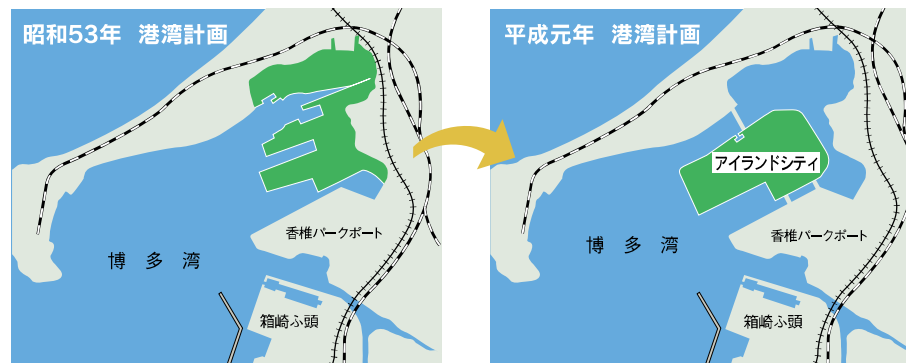 昭和53年 港湾計画
香椎パークポート
博多湾
箱崎ふ頭
平成元年 港湾計画
アイランドシティ
香椎パークポート
博多湾
箱崎ふ頭